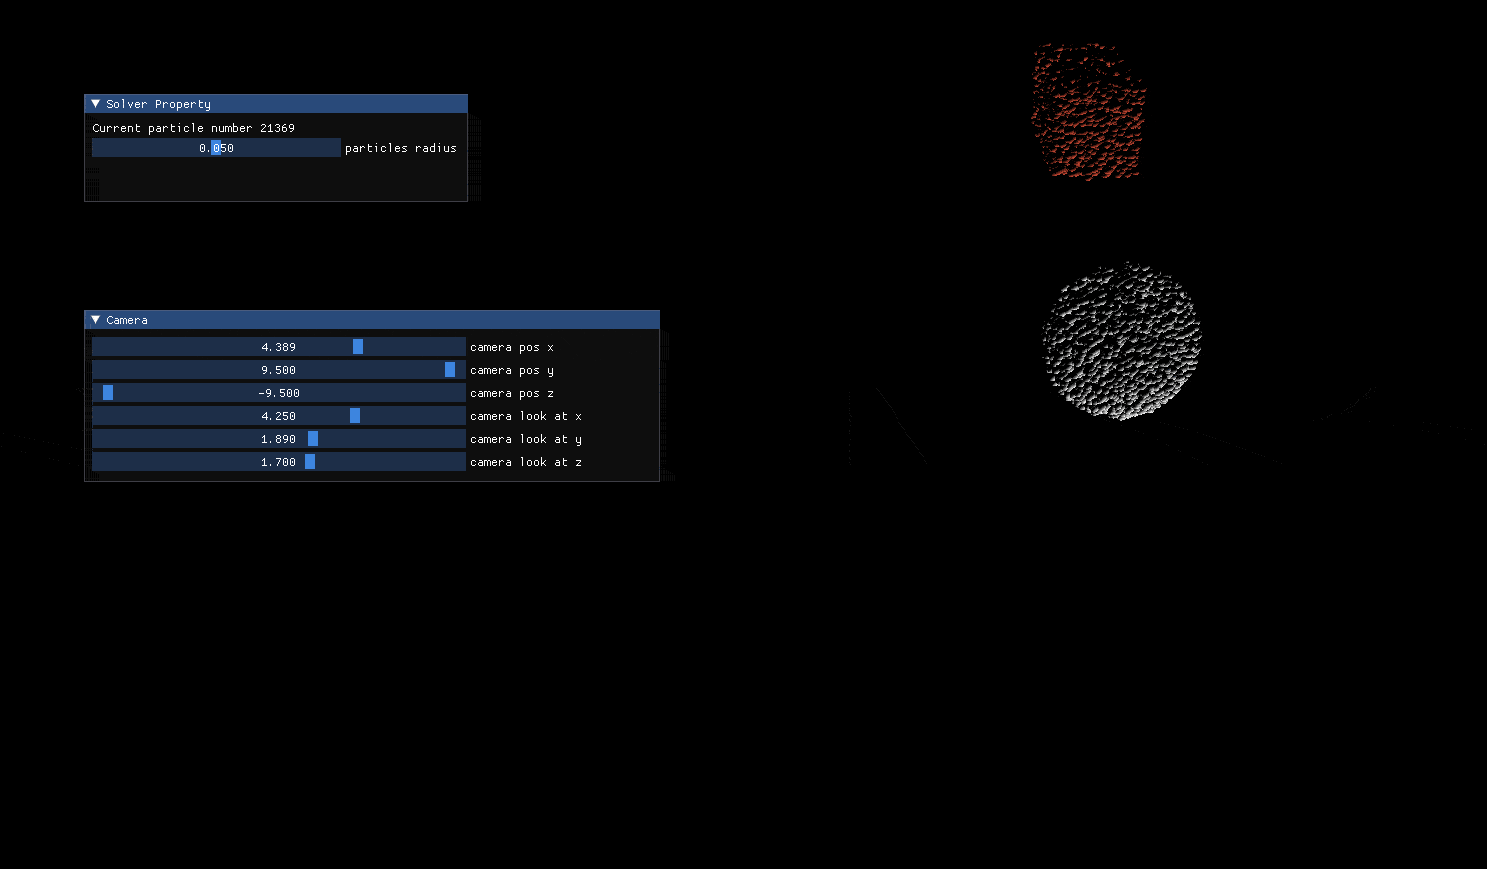 Solver Property
Current particle number 21369
0.050 particles radius
Camera
4.389 camera pos x
9.500 camera pos y
-9.500 camera pos z
4.250 camera look at x
1.890 camera look at y
1.700 camera look at z